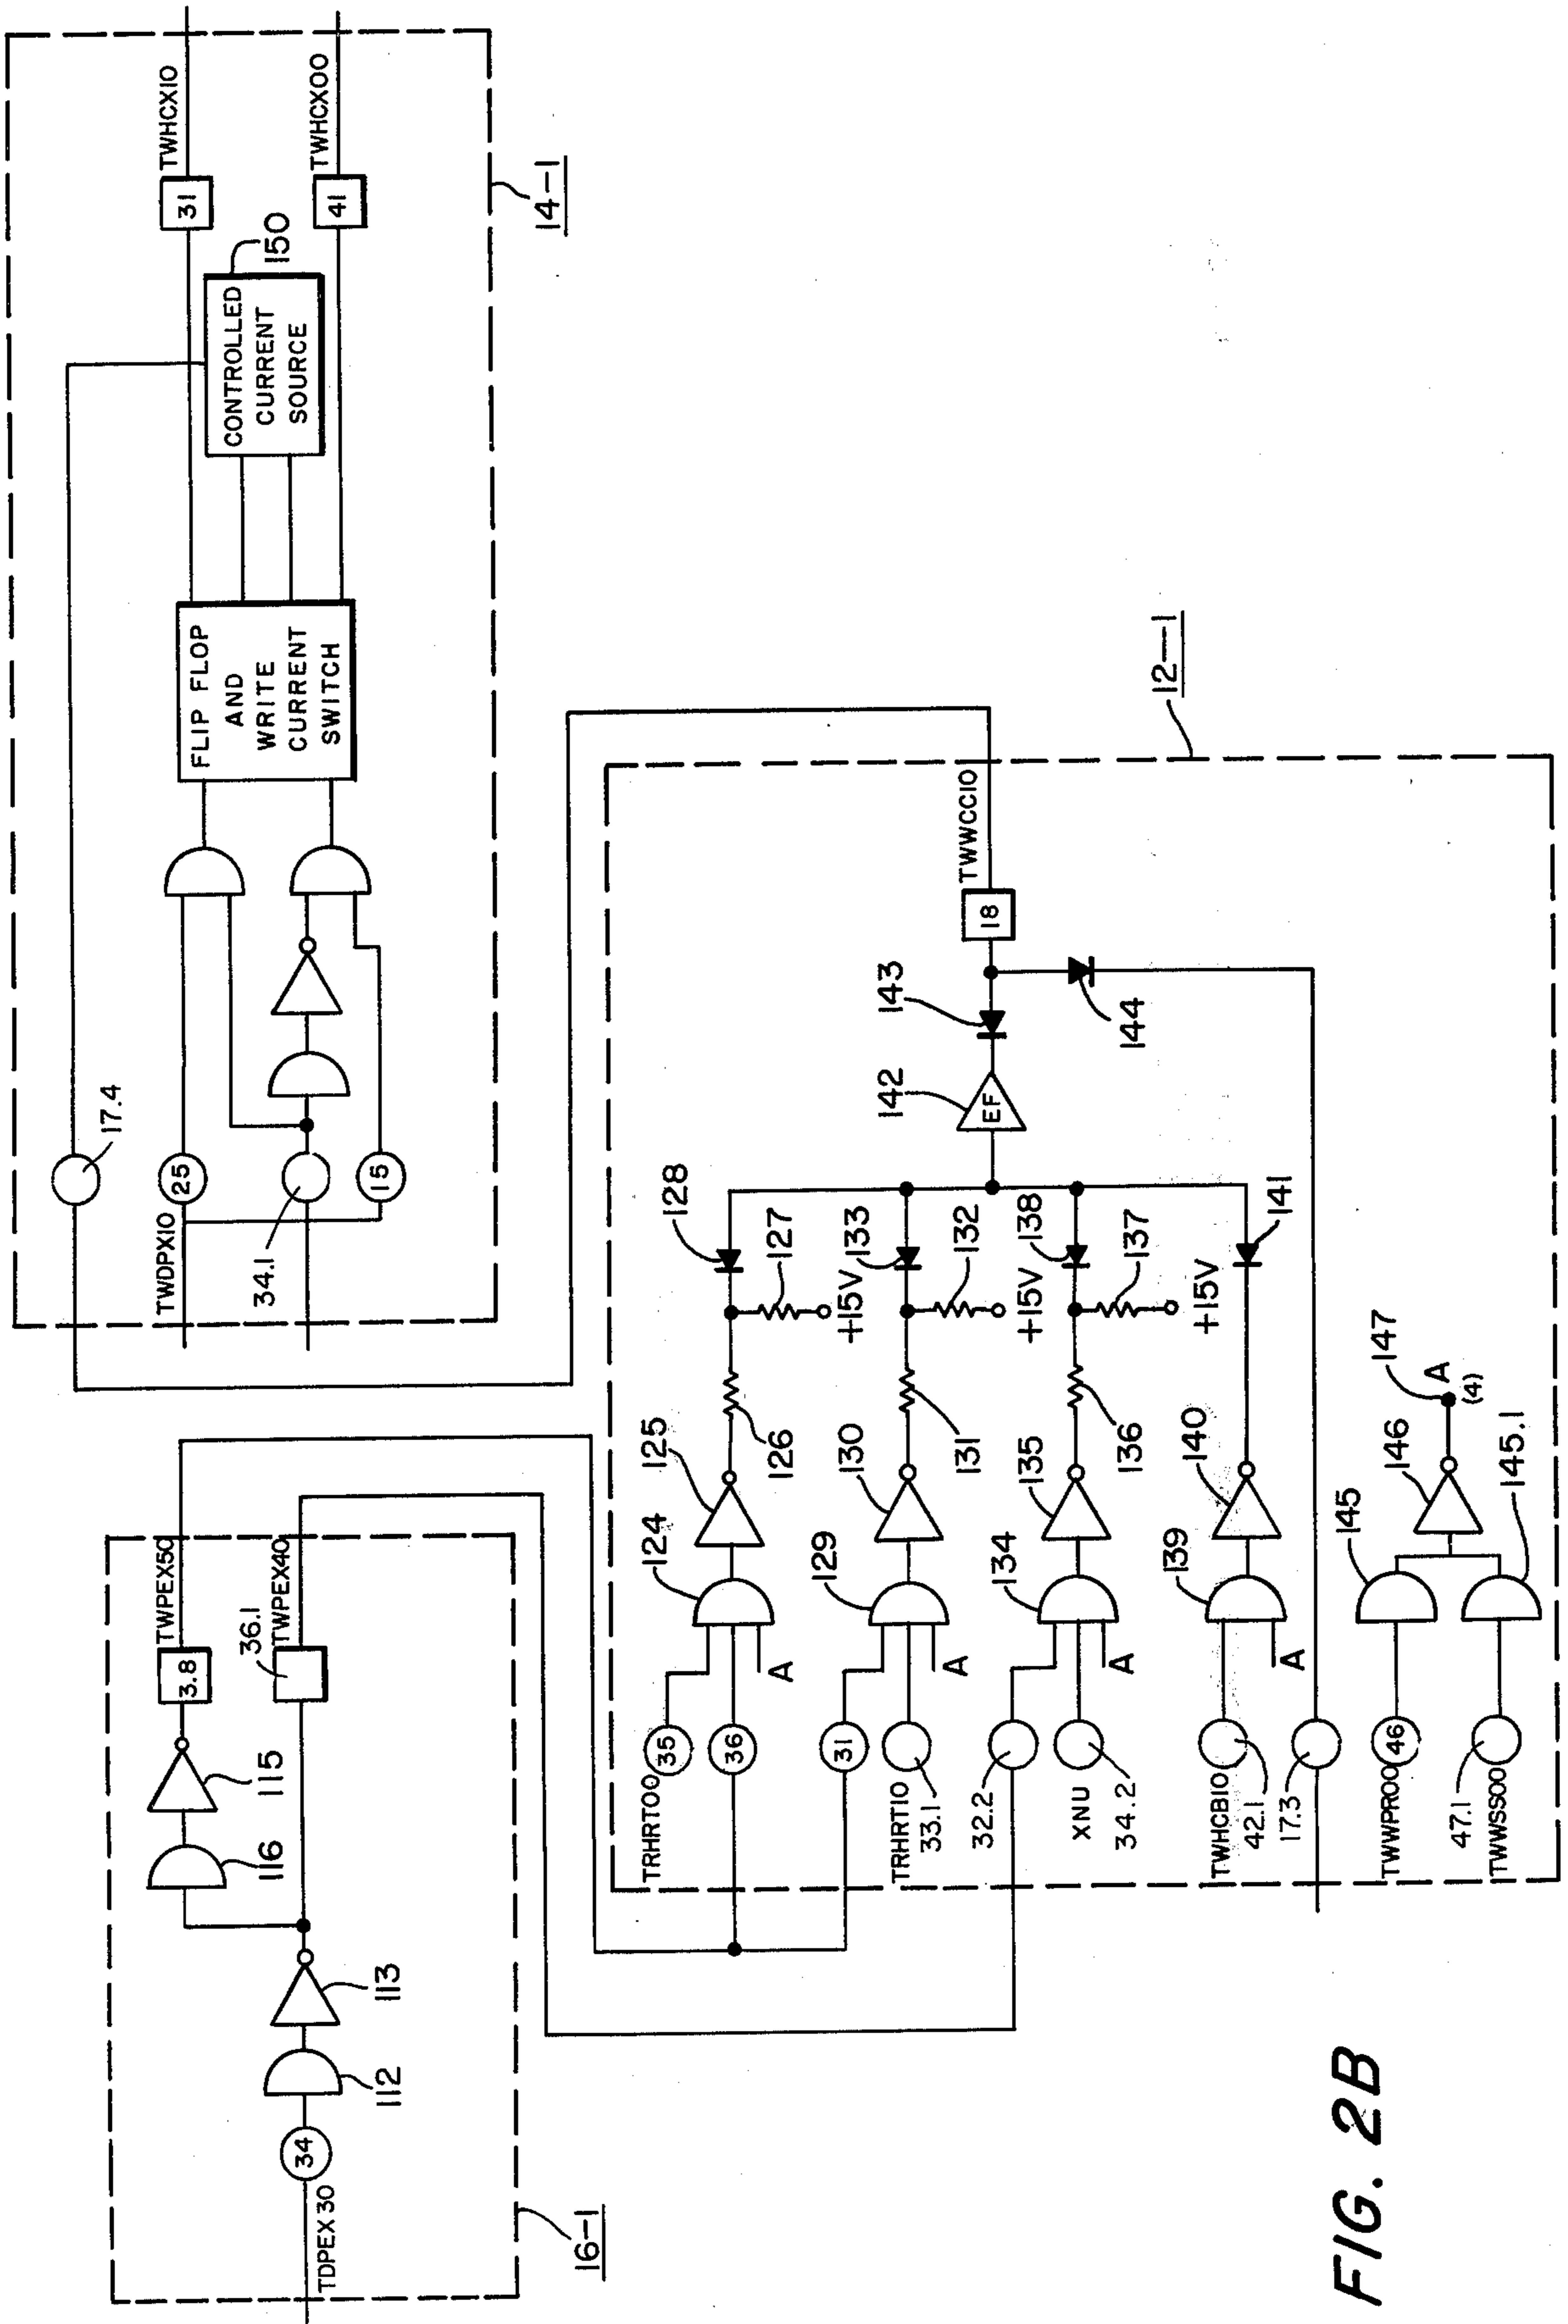 TDPEX30
34
112
113
116
115
3.8
TWPEX50
36.1
TWPEX40
16-1
17.4
TWDPX10
25
34.1
15
FLIP FLOP
AND
WRITE
CURRENT
SWITCH
CONTROLLED
CURRENT
SOURCE
150
31
TWHCX10
41
TWHCX00
14-1
TRHRT00
35
36
A
124
125
126
127
+15V
128
31
TRHRT10
33.1
A
129
130
131
132
+15V
133
32.2
XNU
34.2
A
134
135
136
137
+15V
138
TWHCB10
42.1
A
139
140
141
17.3
EF
142
143
144
18
TWWCC10
TWWPR00
46
47.1
TWWSS00
145
145.1
146
147
A
(4)
12-1
FIG. 2B